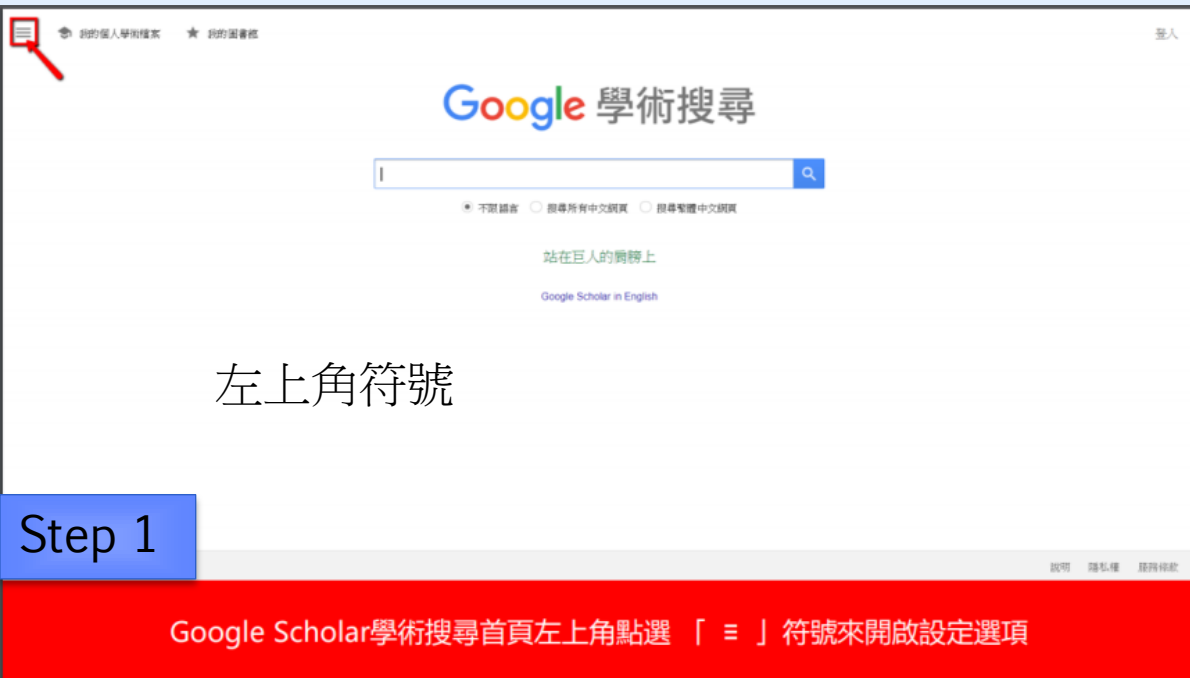 我的個人學術檔案 我的圖書館 登入
Google 學術搜尋
不限語言 搜尋所有中文網頁 搜尋繁體中文網頁
站在巨人的肩膀上
Google Scholar in English
左上角符號
Step 1
說明 隱私權 服務條款
Google Scholar學術搜尋首頁左上角點選 「 ≡ 」符號來開啟設定選項